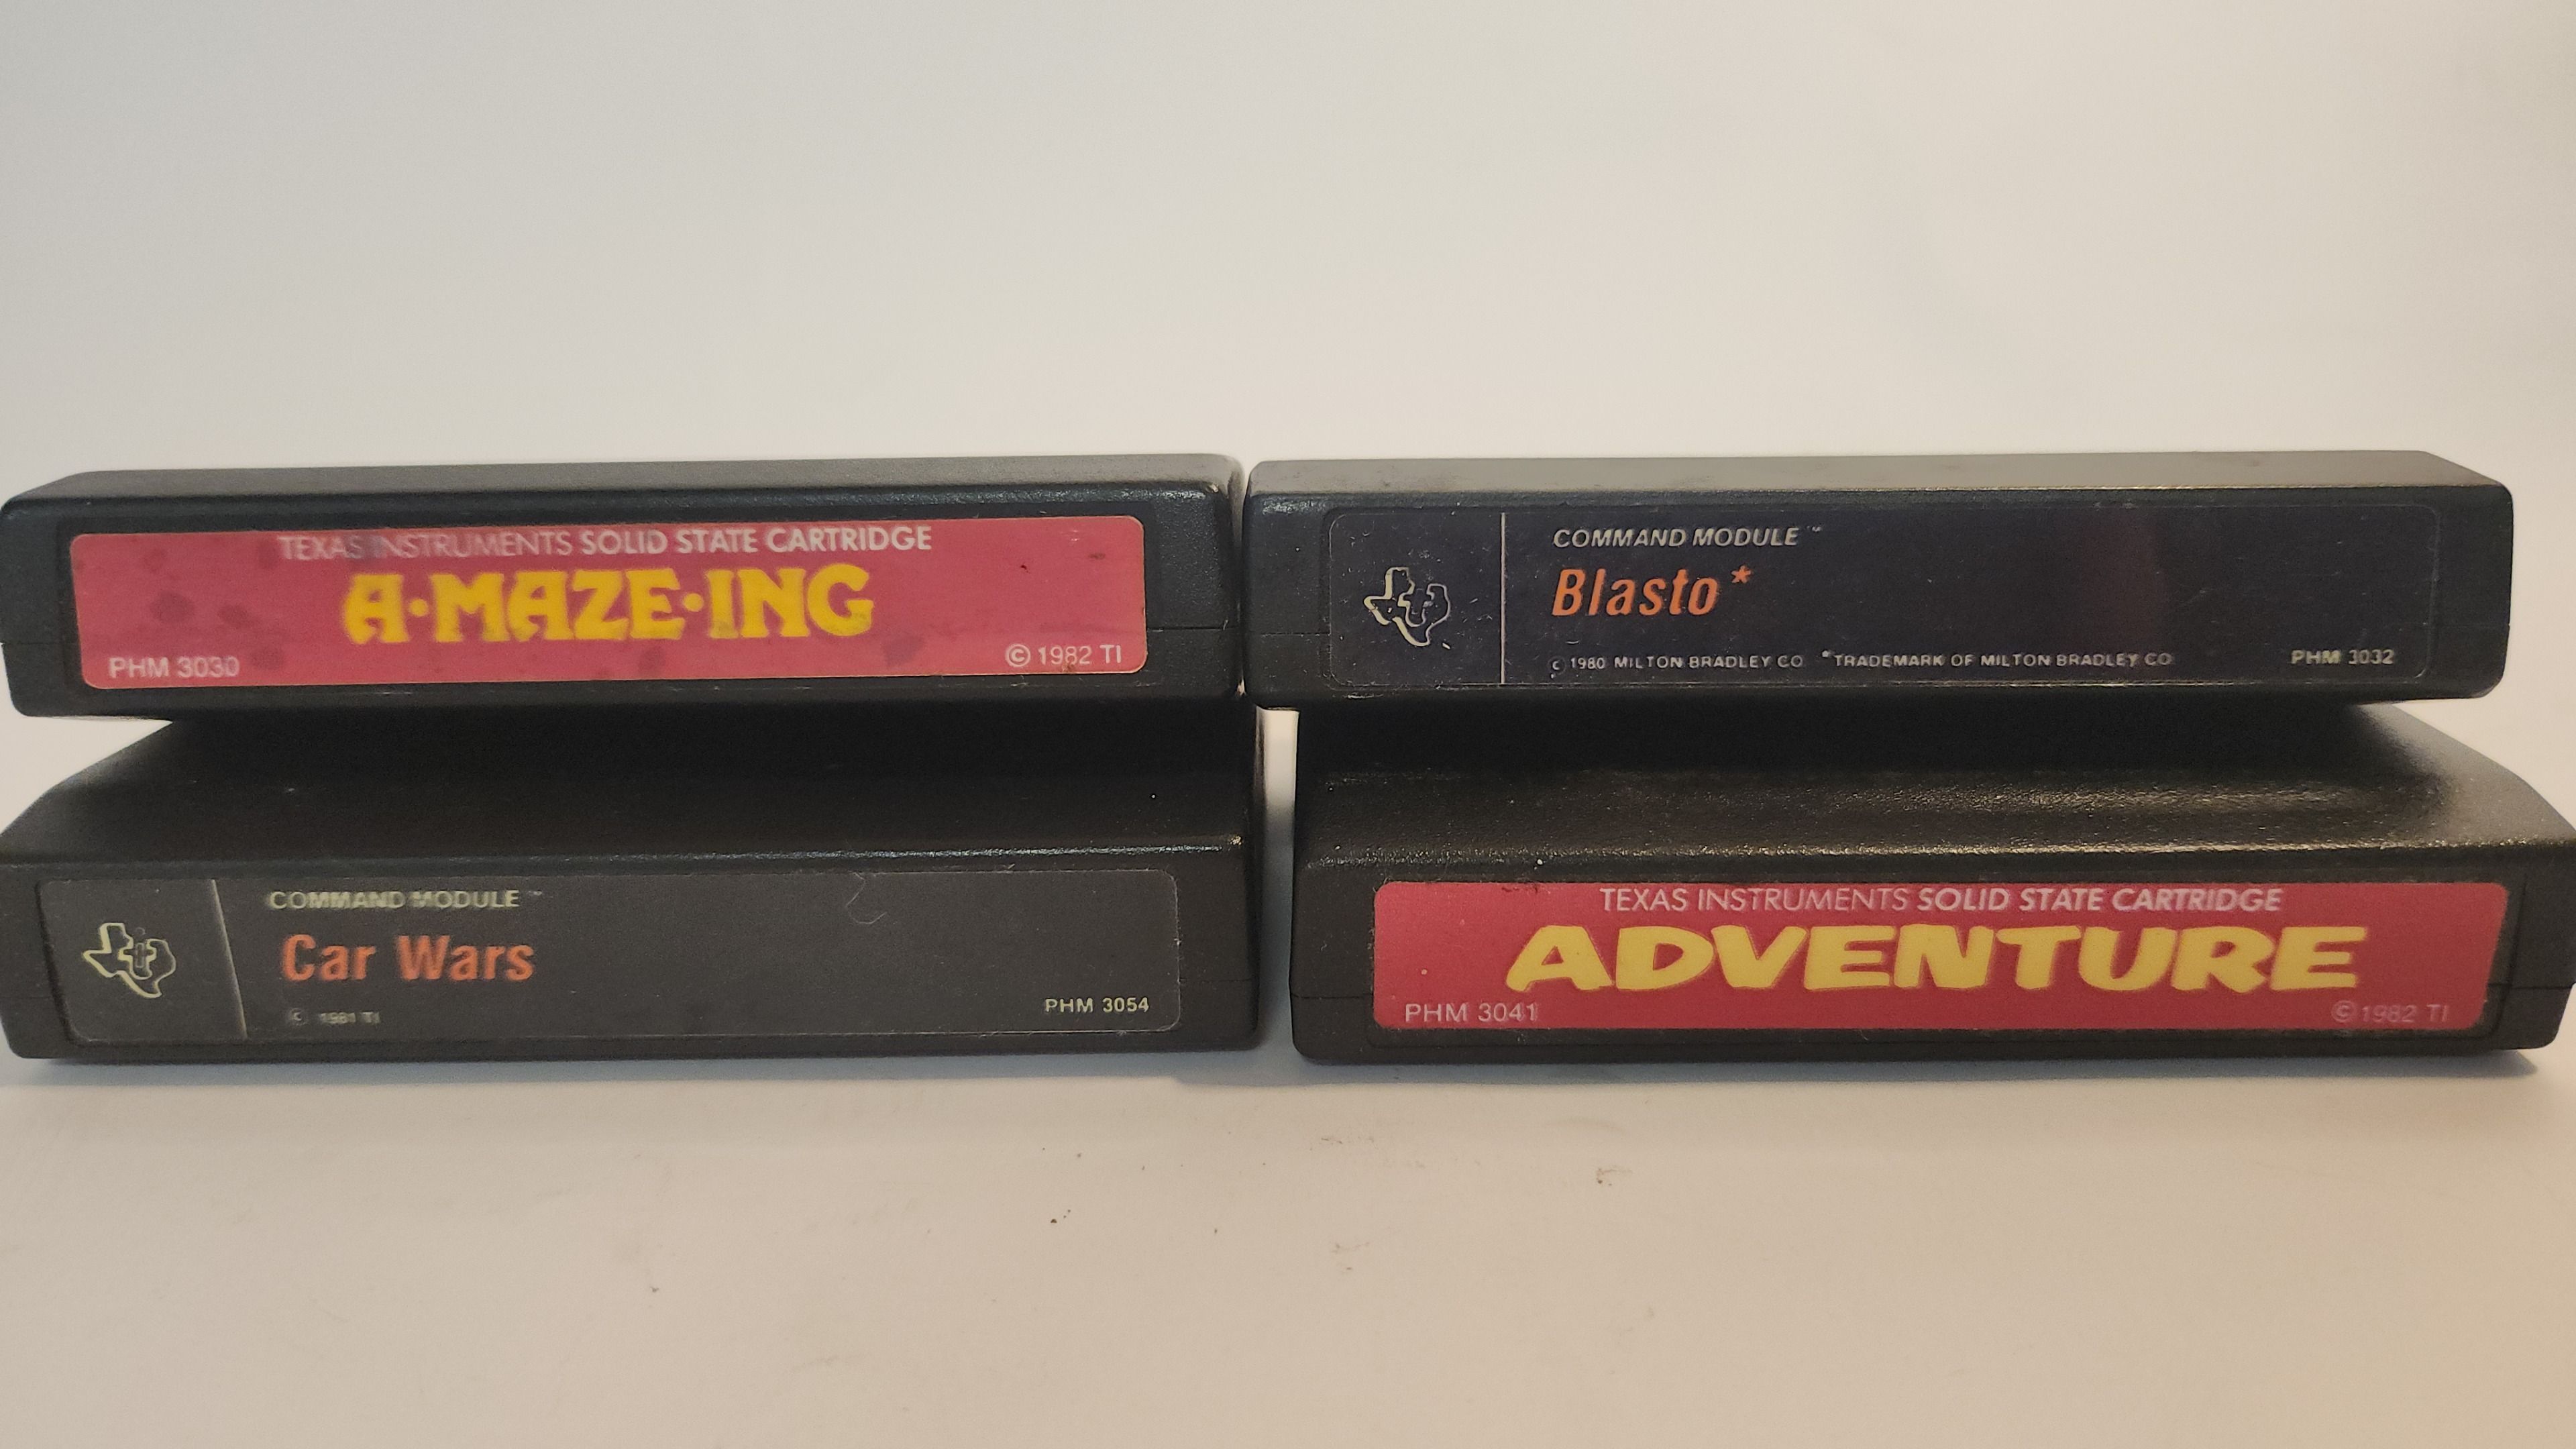 TEXAS INSTRUMENTS SOLID STATE CARTRIDGE
A•MAZE•ING
PHM 3030
© 1982 TI
COMMAND MODULE™
Blasto*
© 1980 MILTON BRADLEY CO *TRADEMARK OF MILTON BRADLEY CO
PHM 3032
COMMAND MODULE™
Car Wars
© 1981 TI
PHM 3054
TEXAS INSTRUMENTS SOLID STATE CARTRIDGE
ADVENTURE
PHM 3041
© 1982 TI